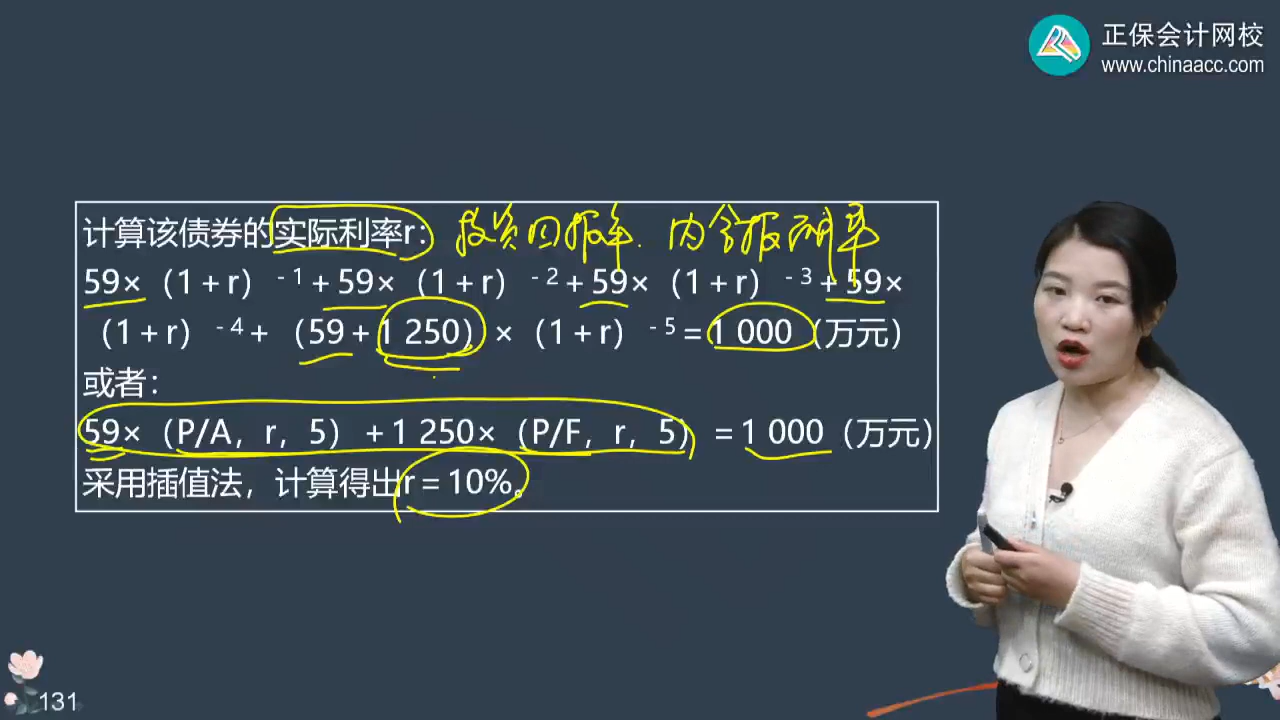 正保会计网校
www.chinaacc.com
计算该债券的实际利率r: 投资回报率. 内含报酬率
59×（1＋r）⁻¹＋59×（1＋r）⁻²＋59×（1＋r）⁻³＋59×
（1＋r）⁻⁴＋（59＋1 250）×（1＋r）⁻⁵＝1 000（万元）
或者：
59×（P/A，r，5）＋1 250×（P/F，r，5）＝1 000（万元）
采用插值法，计算得出r＝10%。
131